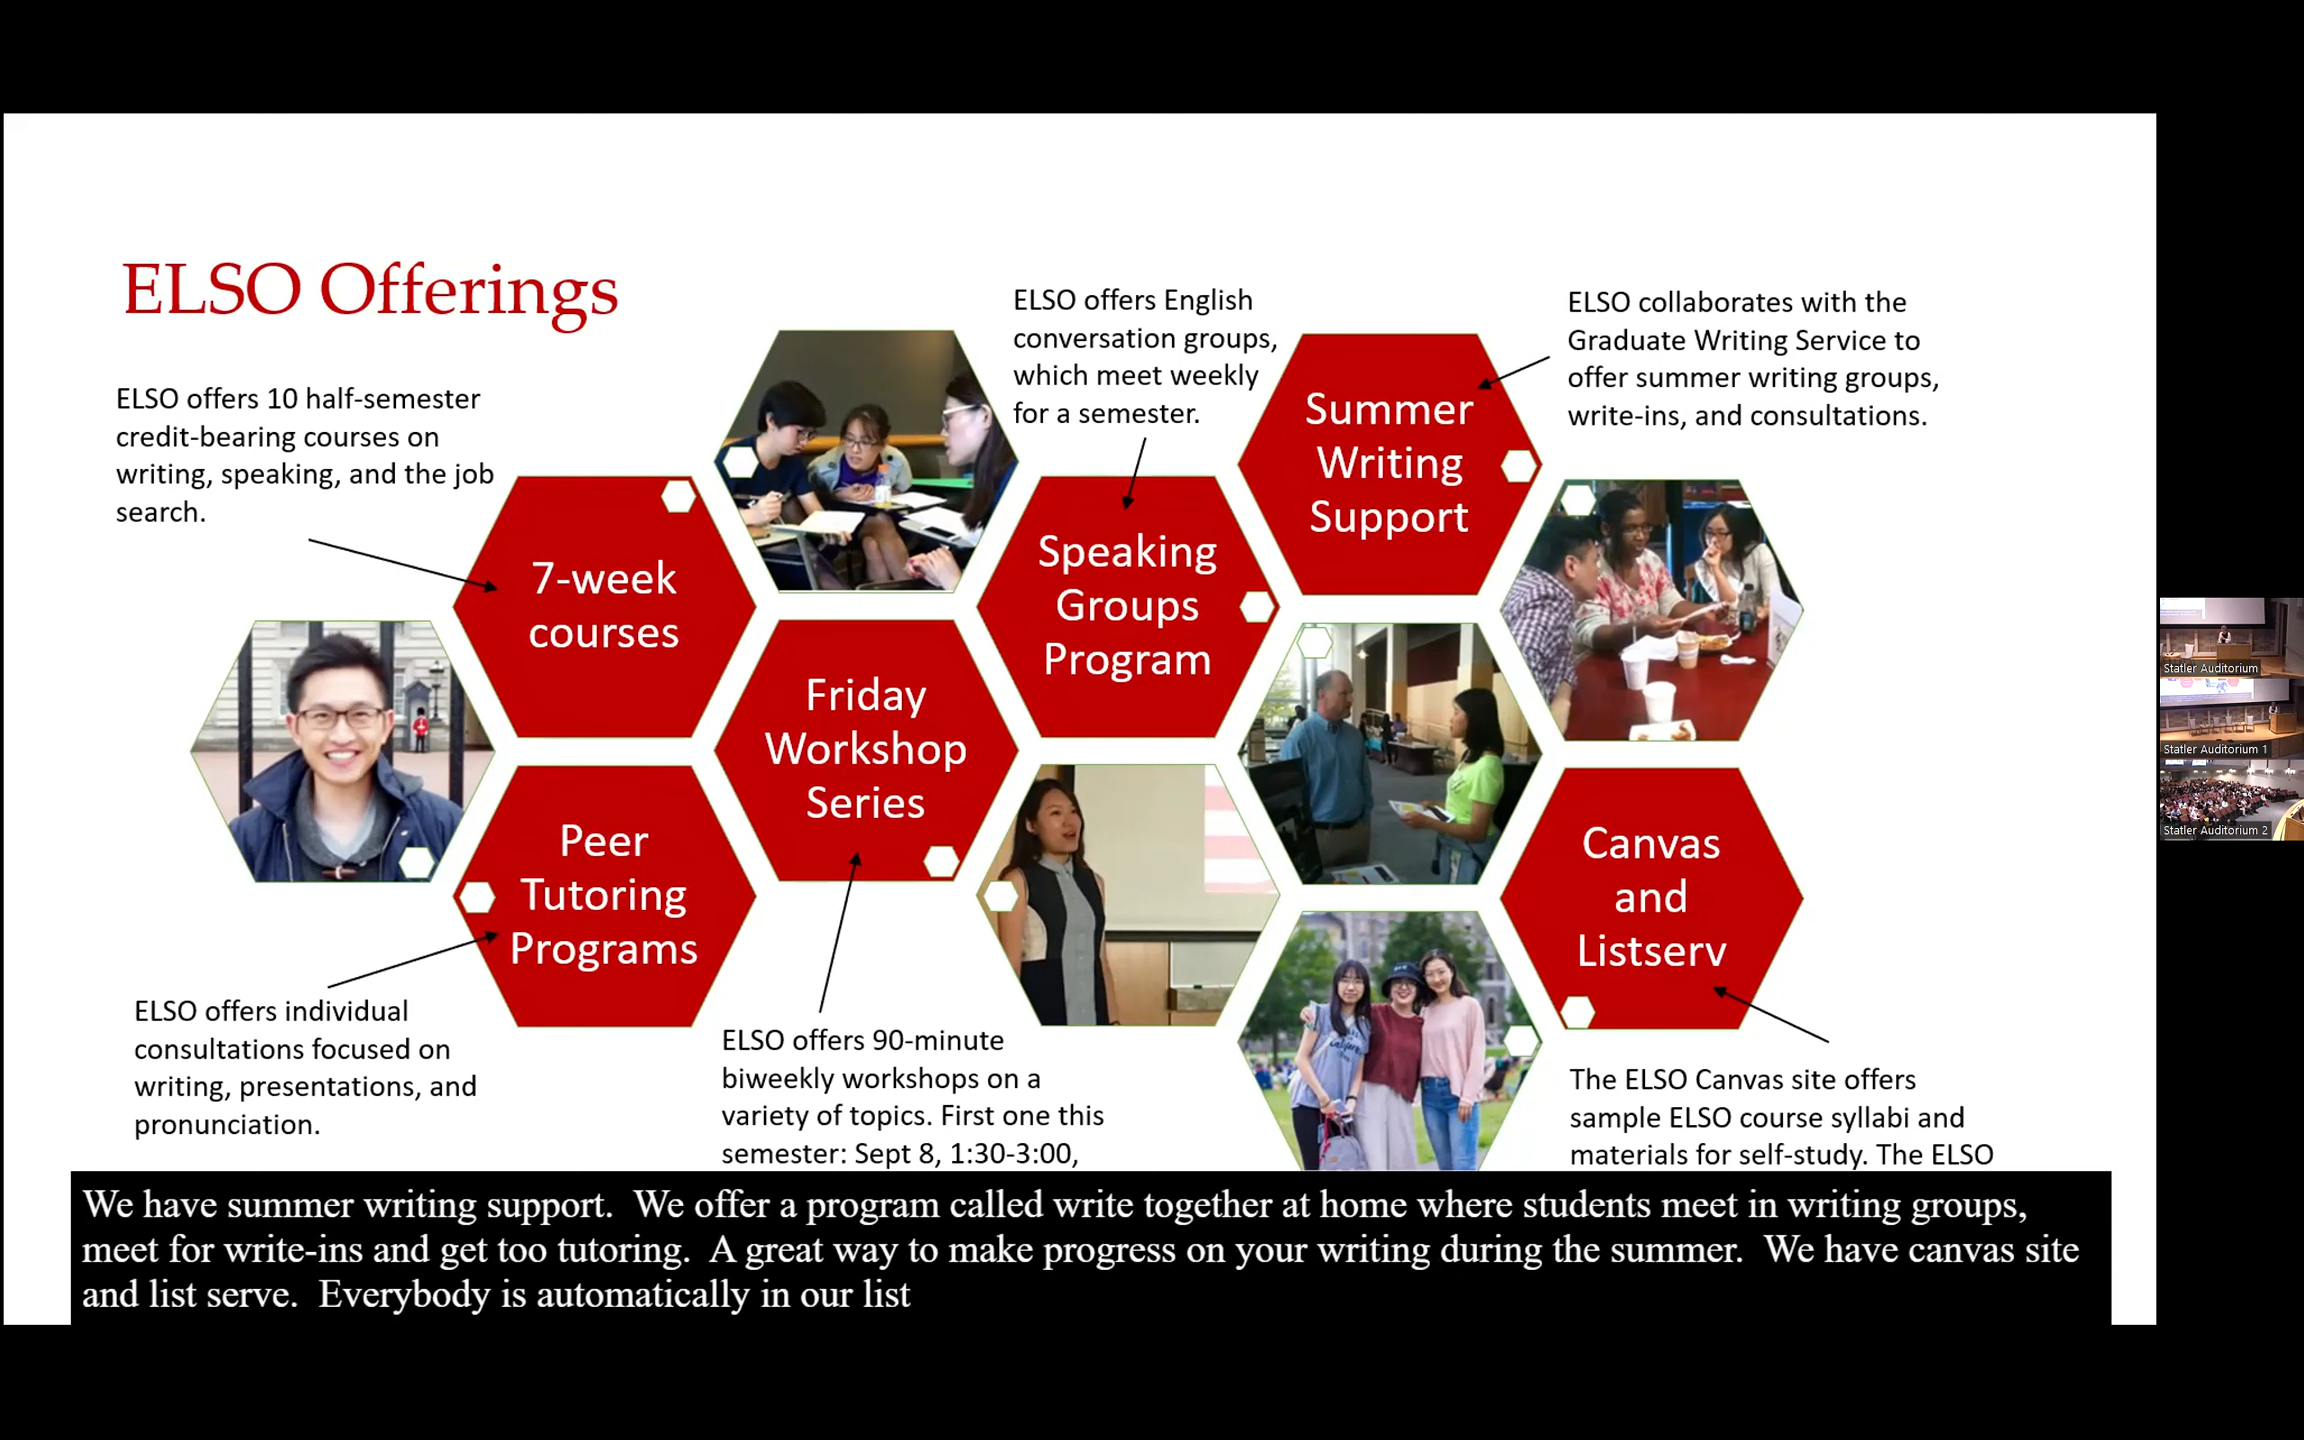 ELSO Offerings
ELSO offers 10 half-semester
credit-bearing courses on
writing, speaking, and the job
search.
7-week
courses
ELSO offers English
conversation groups,
which meet weekly
for a semester.
Speaking
Groups
Program
ELSO collaborates with the
Graduate Writing Service to
offer summer writing groups,
write-ins, and consultations.
Summer
Writing
Support
Friday
Workshop
Series
Peer
Tutoring
Programs
Canvas
and
Listserv
ELSO offers individual
consultations focused on
writing, presentations, and
pronunciation.
ELSO offers 90-minute
biweekly workshops on a
variety of topics. First one this
semester: Sept 8, 1:30-3:00,
The ELSO Canvas site offers
sample ELSO course syllabi and
materials for self-study. The ELSO
We have summer writing support.  We offer a program called write together at home where students meet in writing groups,
meet for write-ins and get too tutoring.  A great way to make progress on your writing during the summer.  We have canvas site
and list serve.  Everybody is automatically in our list
Statler Auditorium
Statler Auditorium 1
Statler Auditorium 2